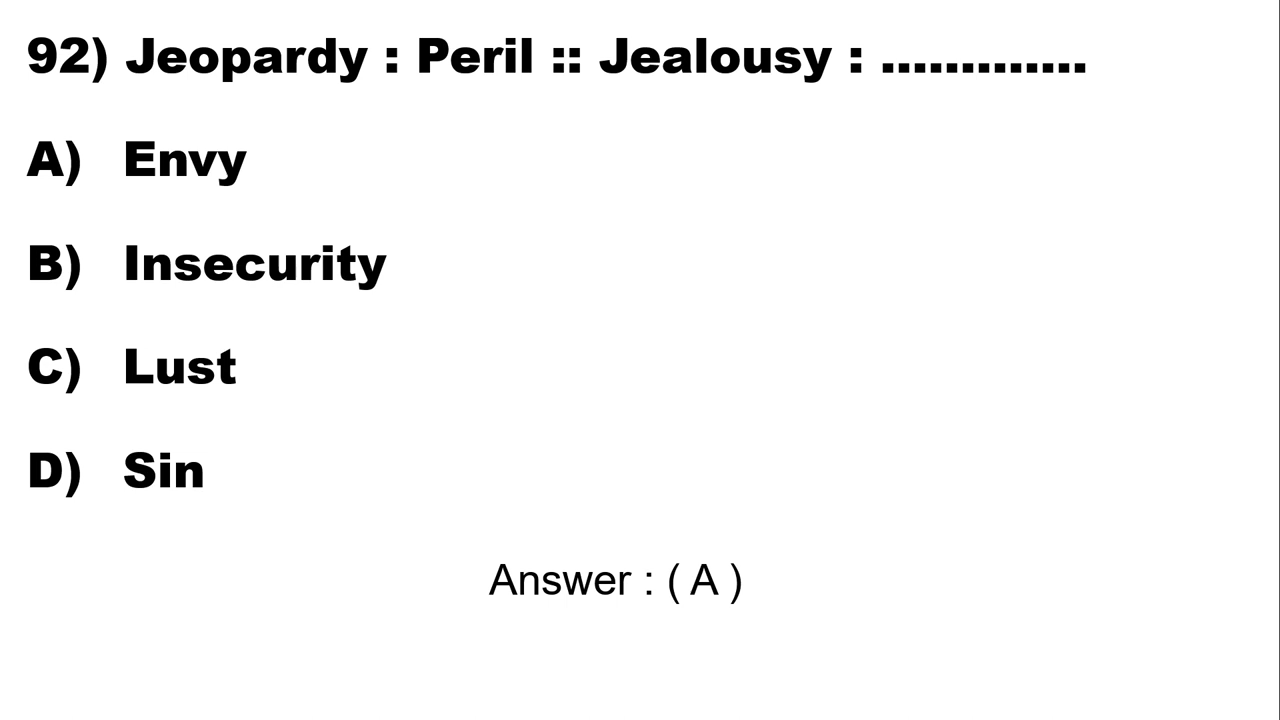 92) Jeopardy : Peril :: Jealousy : .............
A) Envy
B) Insecurity
C) Lust
D) Sin
Answer : ( A )